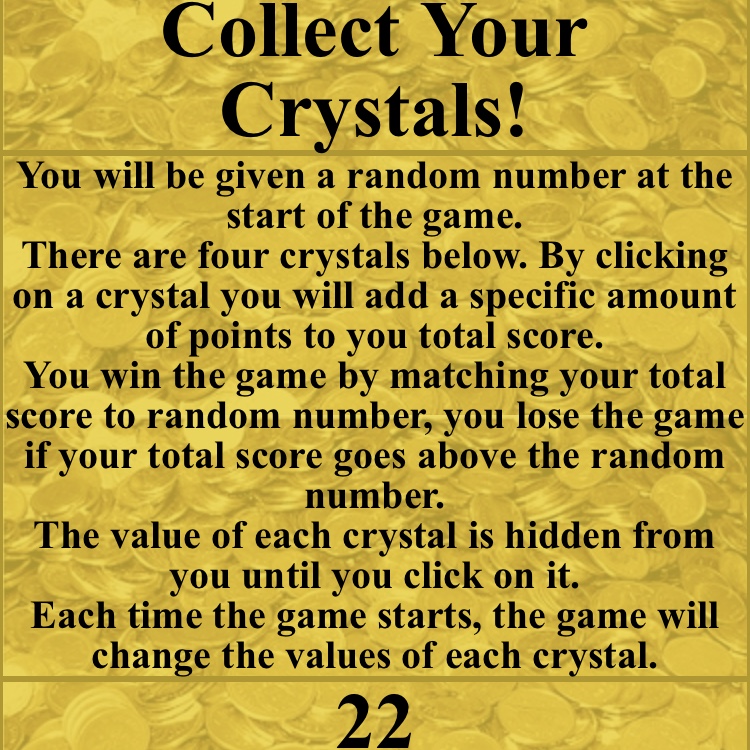 Collect Your
Crystals!
You will be given a random number at the
start of the game.
There are four crystals below. By clicking
on a crystal you will add a specific amount
of points to you total score.
You win the game by matching your total
score to random number, you lose the game
if your total score goes above the random
number.
The value of each crystal is hidden from
you until you click on it.
Each time the game starts, the game will
change the values of each crystal.
22